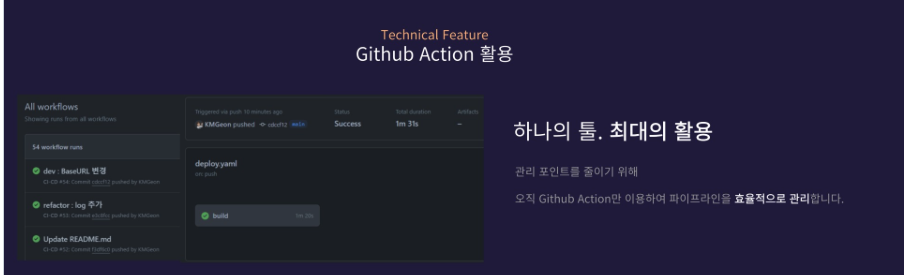 Technical Feature
Github Action 활용
All workflows
Showing runs from all workflows
54 workflow runs
dev : BaseURL 변경
CI-CD #54: Commit pushed by KMGeon
refactor : log 추가
CI-CD #53: Commit pushed by KMGeon
Update README.md
CI-CD #52: Commit pushed by KMGeon
Triggered via push 10 minutes ago
KMGeon pushed main
Status
Success
Total duration
1m 31s
Artifacts
–
deploy.yaml
on: push
build
하나의 툴. 최대의 활용
관리 포인트를 줄이기 위해
오직 Github Action만 이용하여 파이프라인을 효율적으로 관리합니다.